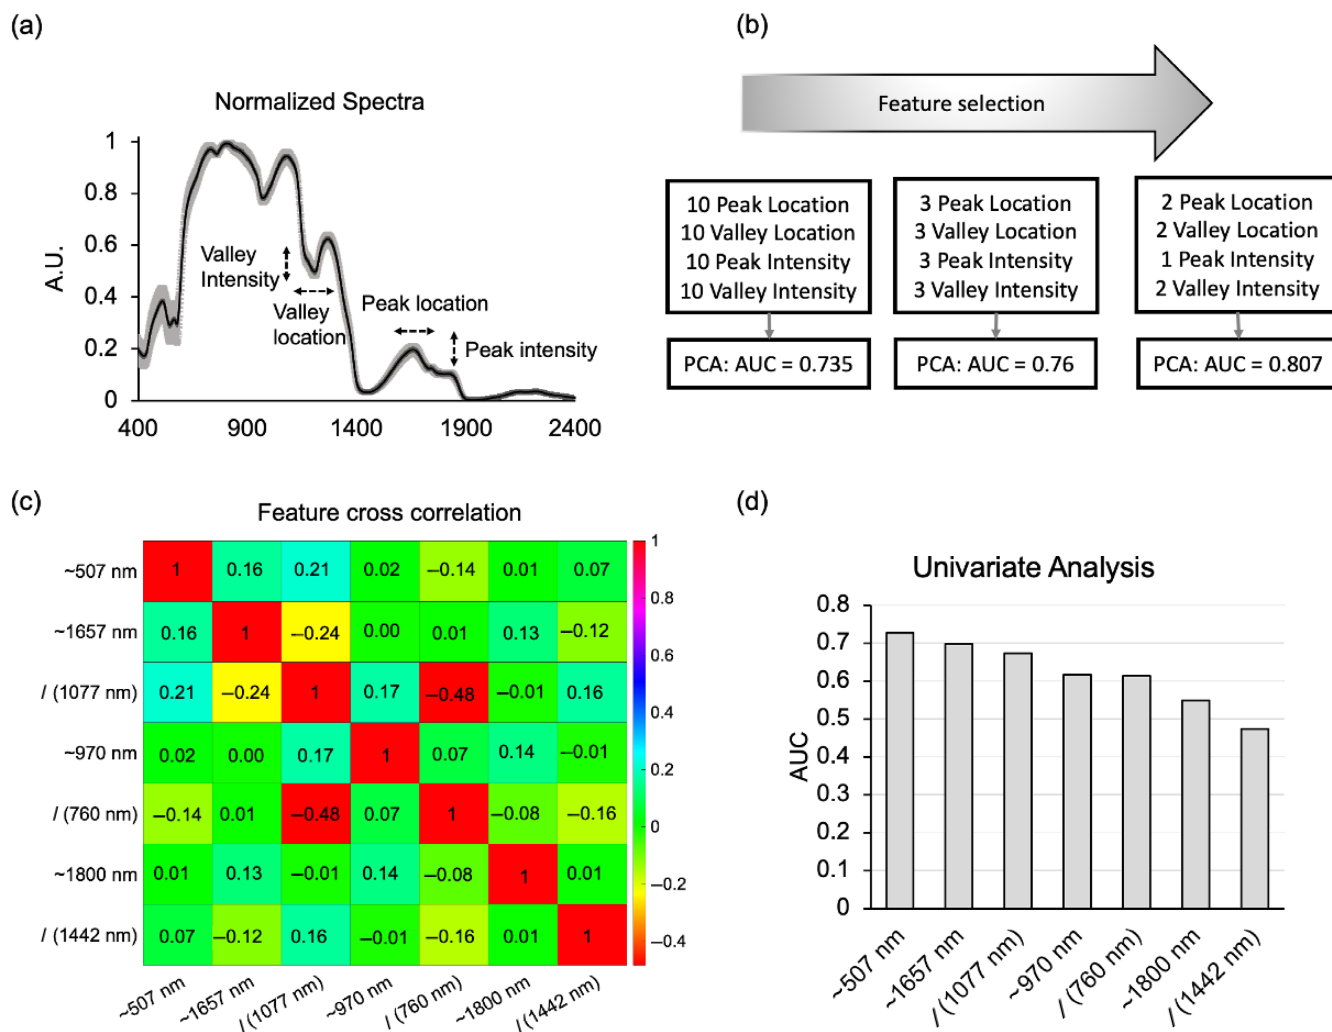 (a)
Normalized Spectra
A.U.
1
0.8
0.6
0.4
0.2
0
400
900
1400
1900
2400
Valley
Intensity
Valley
location
Peak location
Peak intensity
(b)
Feature selection
10 Peak Location
10 Valley Location
10 Peak Intensity
10 Valley Intensity
PCA: AUC = 0.735
3 Peak Location
3 Valley Location
3 Peak Intensity
3 Valley Intensity
PCA: AUC = 0.76
2 Peak Location
2 Valley Location
1 Peak Intensity
2 Valley Intensity
PCA: AUC = 0.807
(c)
Feature cross correlation
~507 nm 1 0.16 0.21 0.02 −0.14 0.01 0.07
~1657 nm 0.16 1 −0.24 0.00 0.01 0.13 −0.12
I (1077 nm) 0.21 −0.24 1 0.17 −0.48 −0.01 0.16
~970 nm 0.02 0.00 0.17 1 0.07 0.14 −0.01
I (760 nm) −0.14 0.01 −0.48 0.07 1 −0.08 −0.16
~1800 nm 0.01 0.13 −0.01 0.14 −0.08 1 0.01
I (1442 nm) 0.07 −0.12 0.16 −0.01 −0.16 0.01 1
~507 nm
~1657 nm
I (1077 nm)
~970 nm
I (760 nm)
~1800 nm
I (1442 nm)
1
0.8
0.6
0.4
0.2
0
−0.2
−0.4
(d)
Univariate Analysis
AUC
0.8
0.7
0.6
0.5
0.4
0.3
0.2
0.1
0
~507 nm
~1657 nm
I (1077 nm)
~970 nm
I (760 nm)
~1800 nm
I (1442 nm)